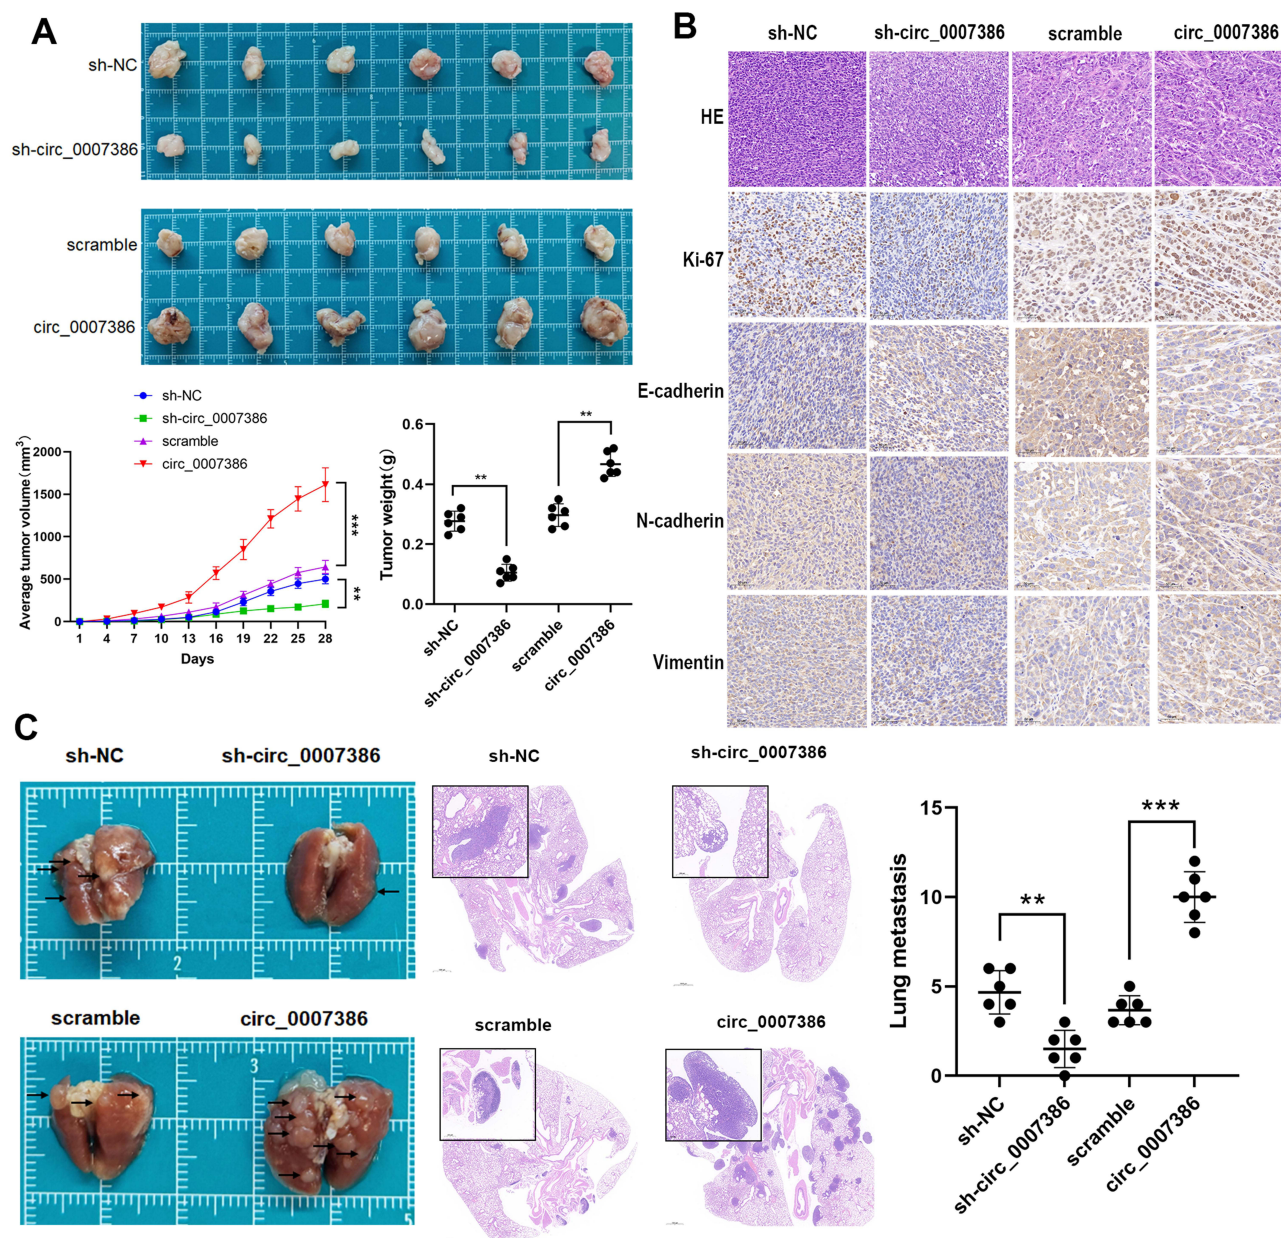 A
sh-NC
sh-circ_0007386
scramble
circ_0007386
sh-NC
sh-circ_0007386
scramble
circ_0007386
Average tumor volume(mm³)
2000
1500
1000
500
0
1 4 7 10 13 16 19 22 25 28
Days
***
**
Tumor weight (g)
0.6
0.4
0.2
0.0
**
**
sh-NC
sh-circ_0007386
scramble
circ_0007386
B
sh-NC sh-circ_0007386 scramble circ_0007386
HE
Ki-67
E-cadherin
N-cadherin
Vimentin
C
sh-NC sh-circ_0007386
2
scramble circ_0007386
3
5
sh-NC
sh-circ_0007386
scramble
circ_0007386
Lung metastasis
15
10
5
0
**
***
sh-NC
sh-circ_0007386
scramble
circ_0007386